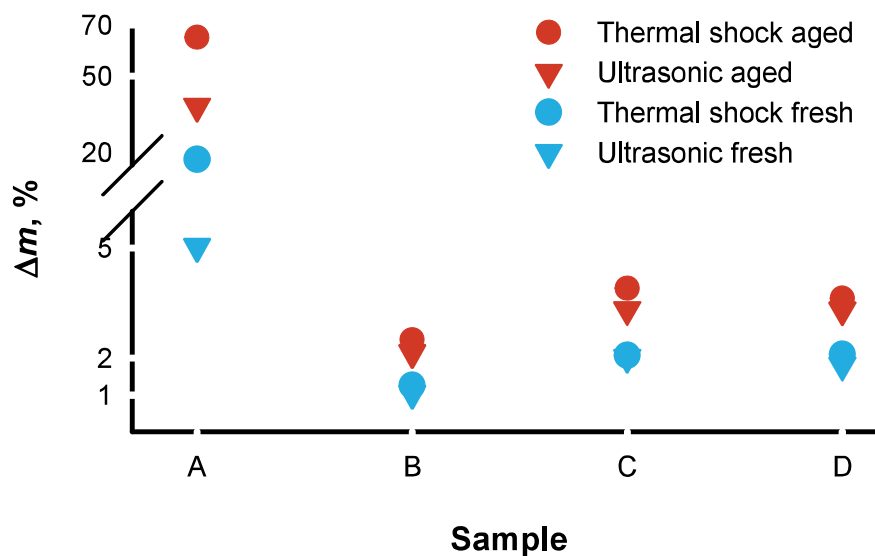 70
50
20
5
2
1
Δm, %
Thermal shock aged
Ultrasonic aged
Thermal shock fresh
Ultrasonic fresh
A B C D
Sample